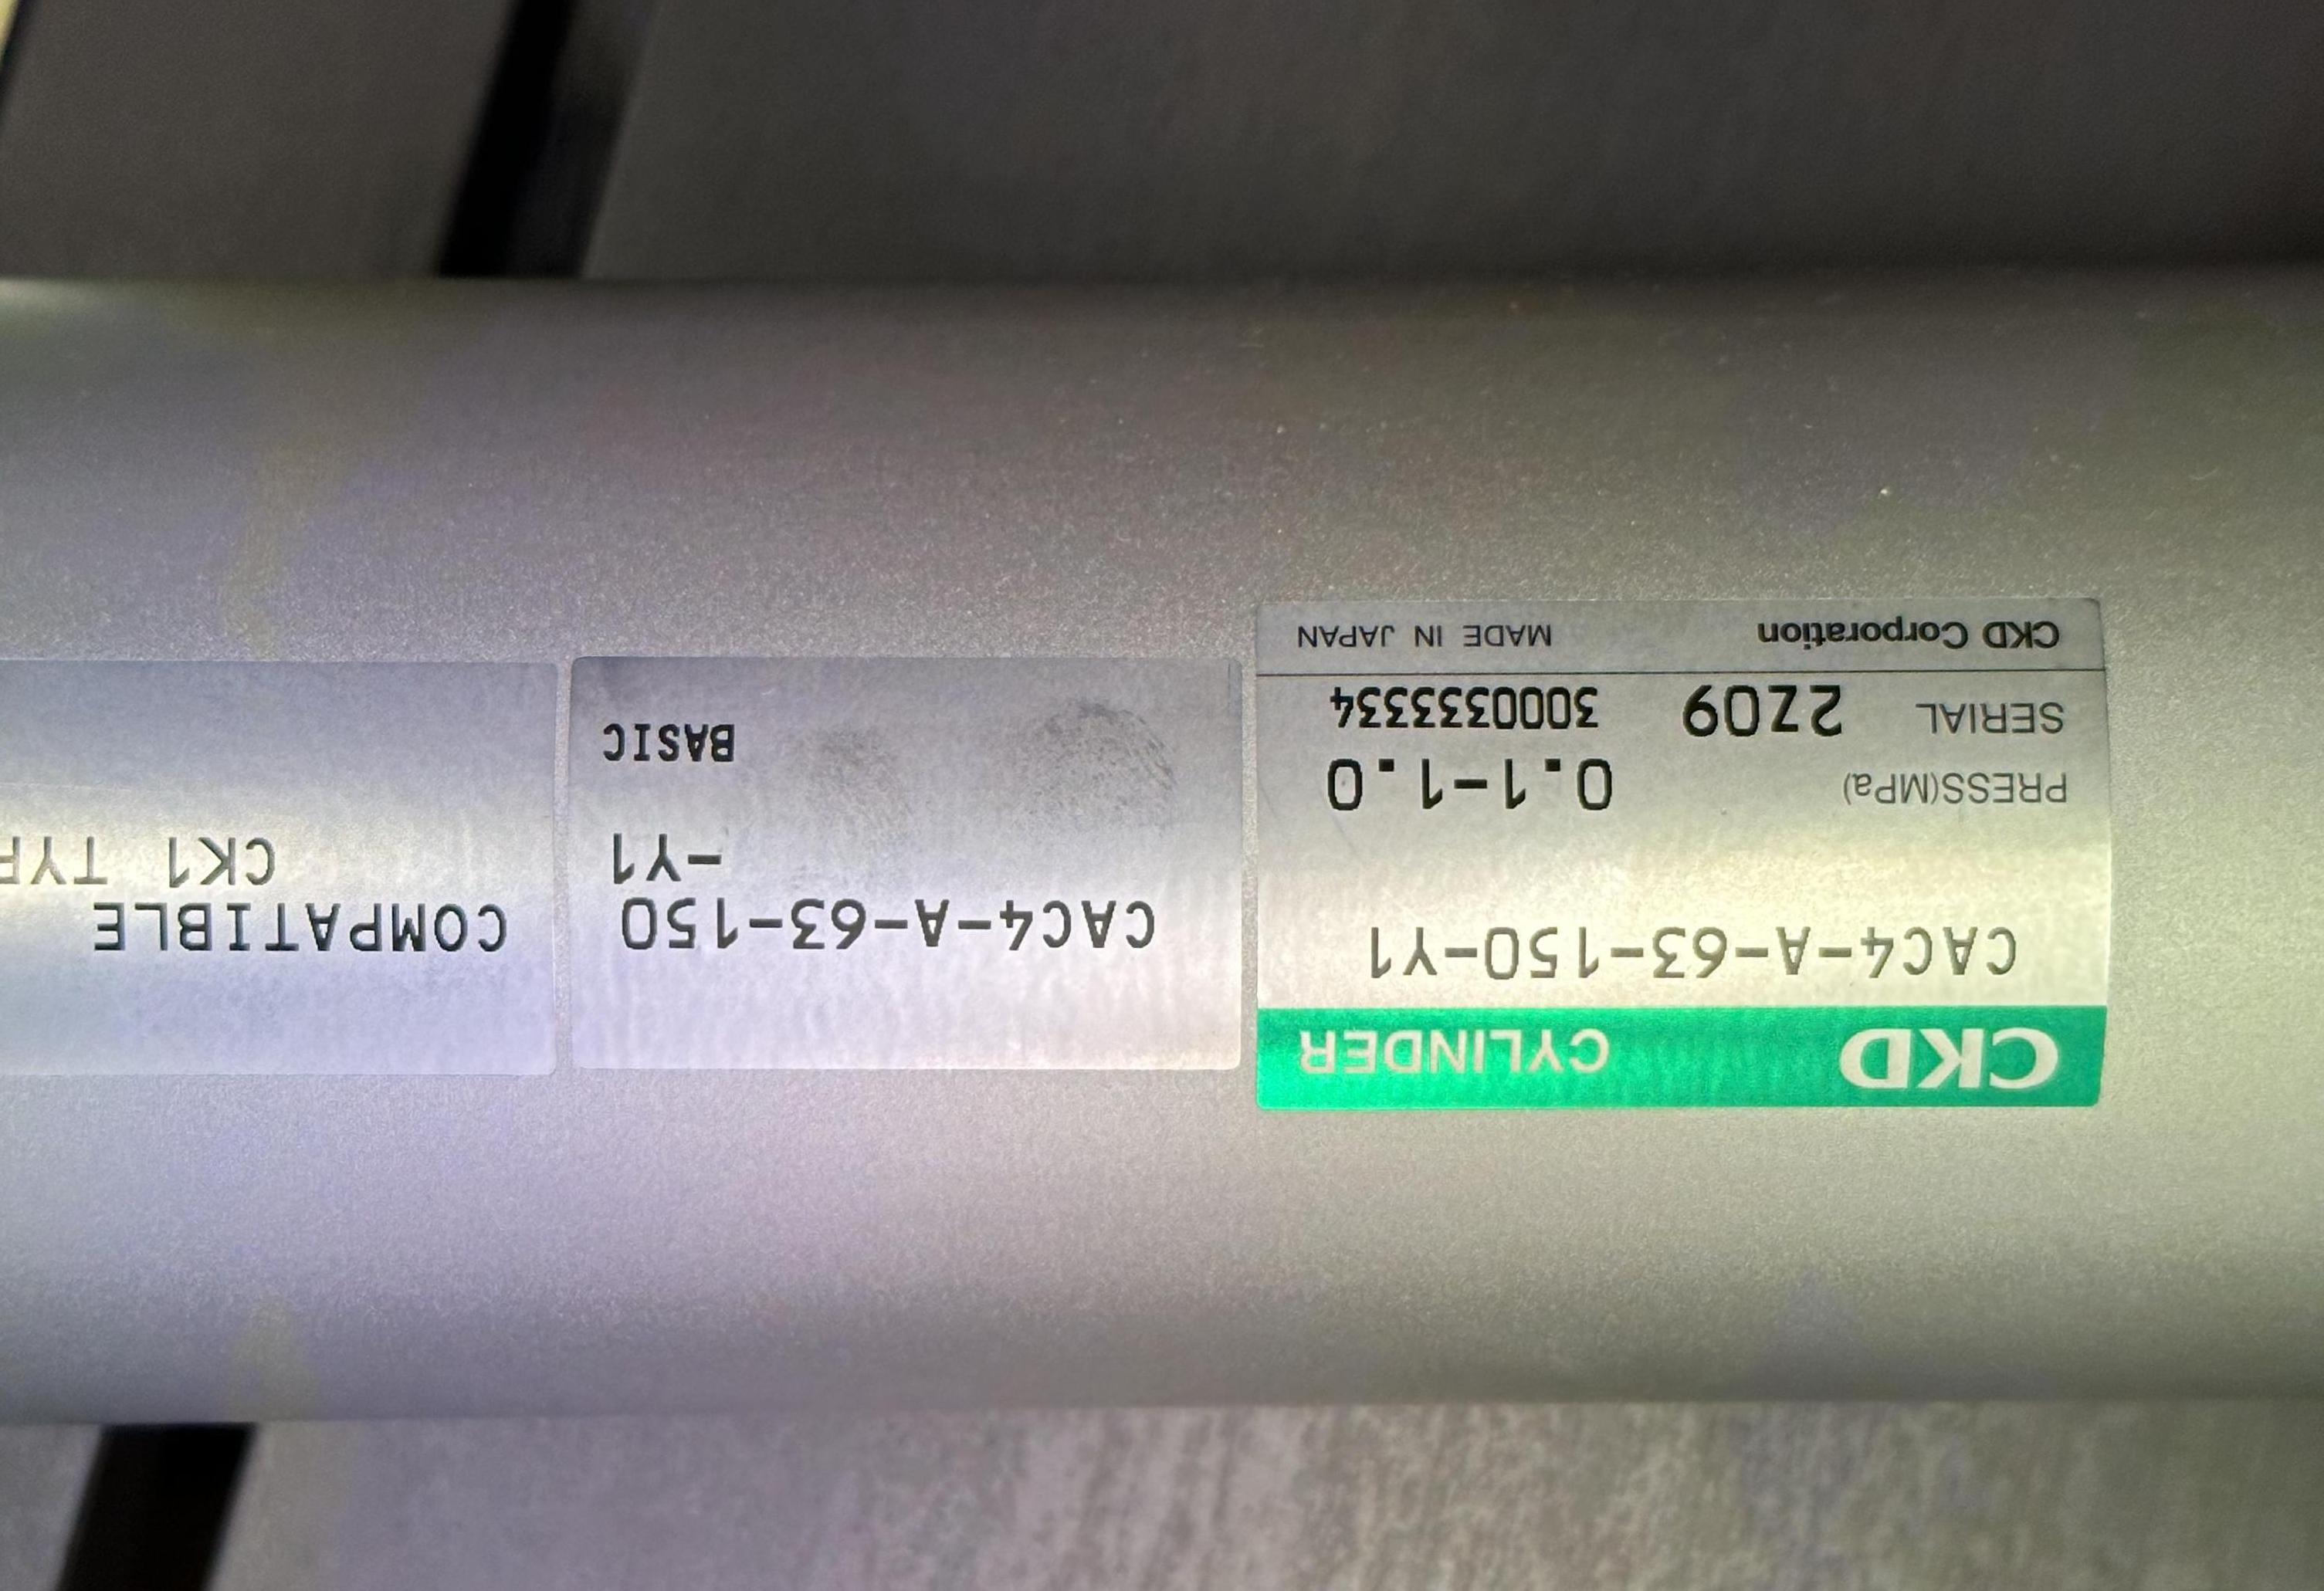 CKD CYLINDER
CAC4-A-63-150-Y1
PRESS(MPa) 0.1-1.0
SERIAL 2Z09 3000333334
CKD Corporation MADE IN JAPAN
CAC4-A-63-150
-Y1
BASIC
COMPATIBLE
CK1